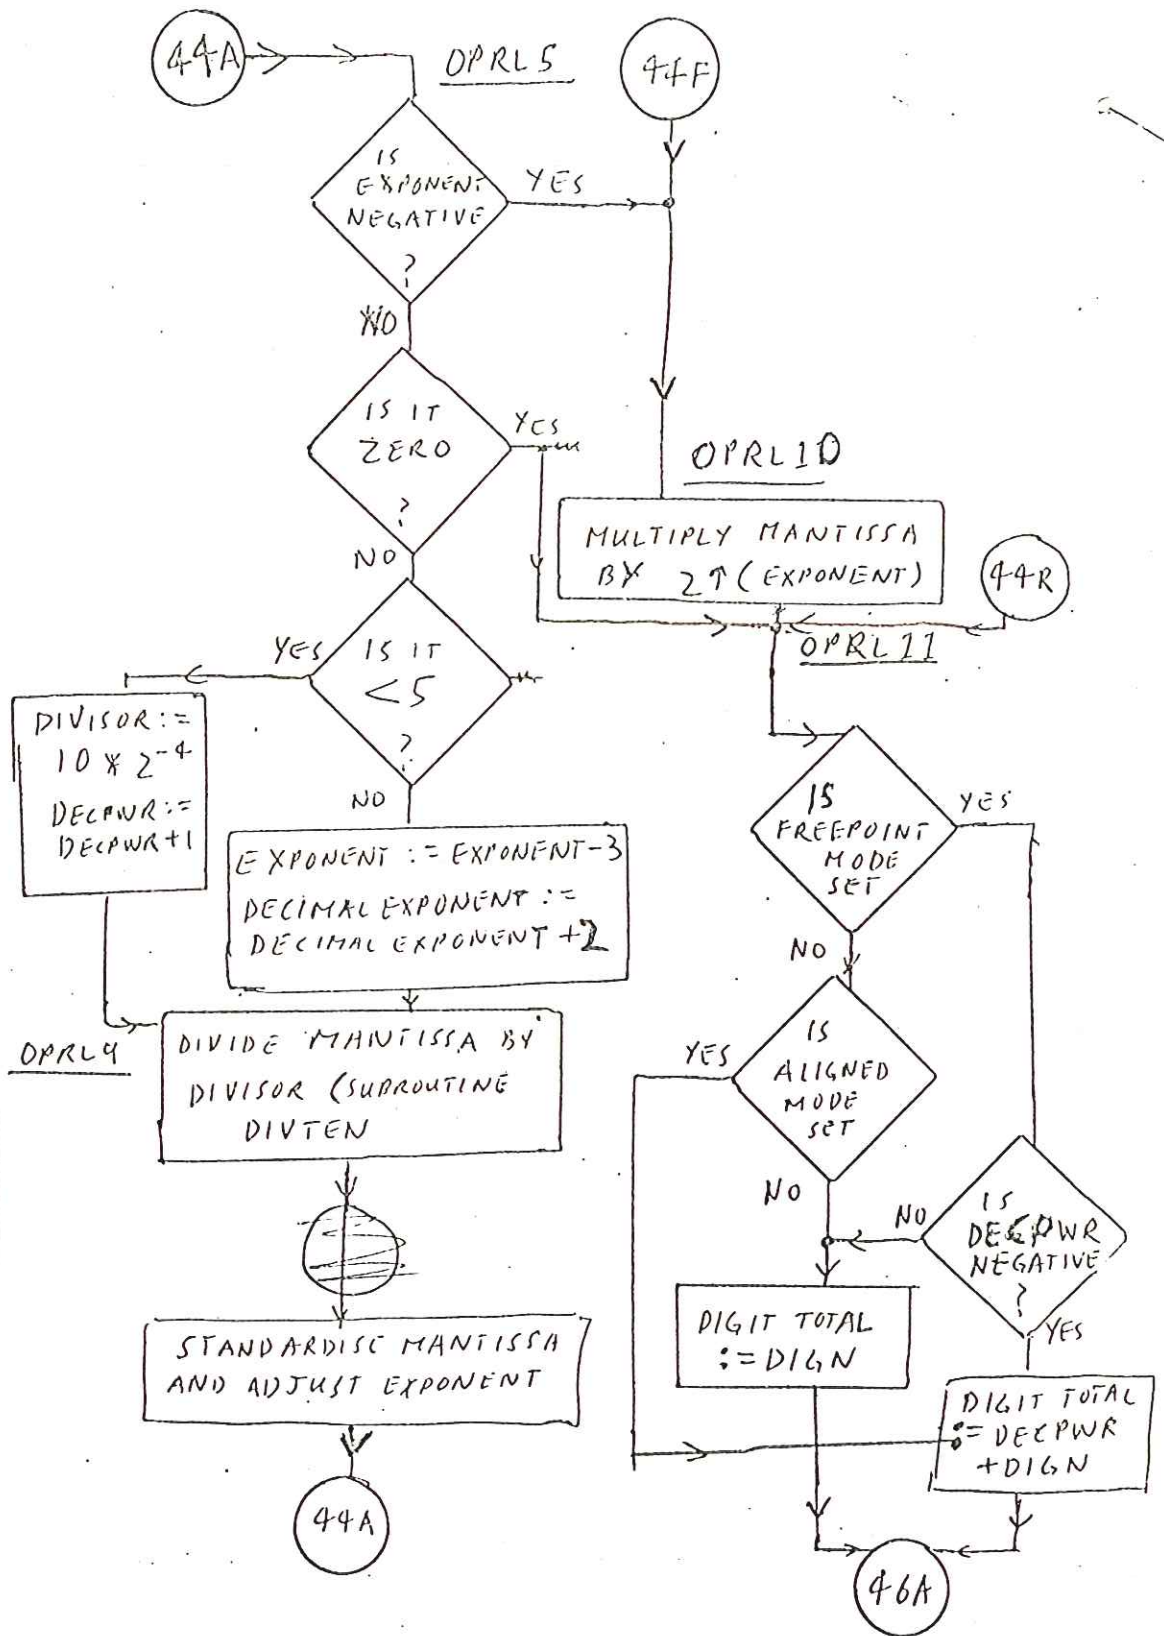 44A
OPRL5
44F
IS
EXPONENT
NEGATIVE
?
YES
NO
IS IT
ZERO
?
YES
NO
OPRL10
MULTIPLY MANTISSA
BY 2↑(EXPONENT)
44R
OPRL11
IS IT
<5
?
YES
NO
DIVISOR:=
10 * 2⁻⁴
DECPWR:=
DECPWR+1
EXPONENT := EXPONENT-3
DECIMAL EXPONENT :=
DECIMAL EXPONENT +2
OPRL9
DIVIDE MANTISSA BY
DIVISOR (SUBROUTINE
DIVTEN
STANDARDISE MANTISSA
AND ADJUST EXPONENT
44A
IS
FREEPOINT
MODE
SET
YES
NO
IS
ALIGNED
MODE
SET
YES
NO
IS
DECPWR
NEGATIVE
?
NO
YES
DIGIT TOTAL
:= DIGN
DIGIT TOTAL
:= DECPWR
+DIGN
46A